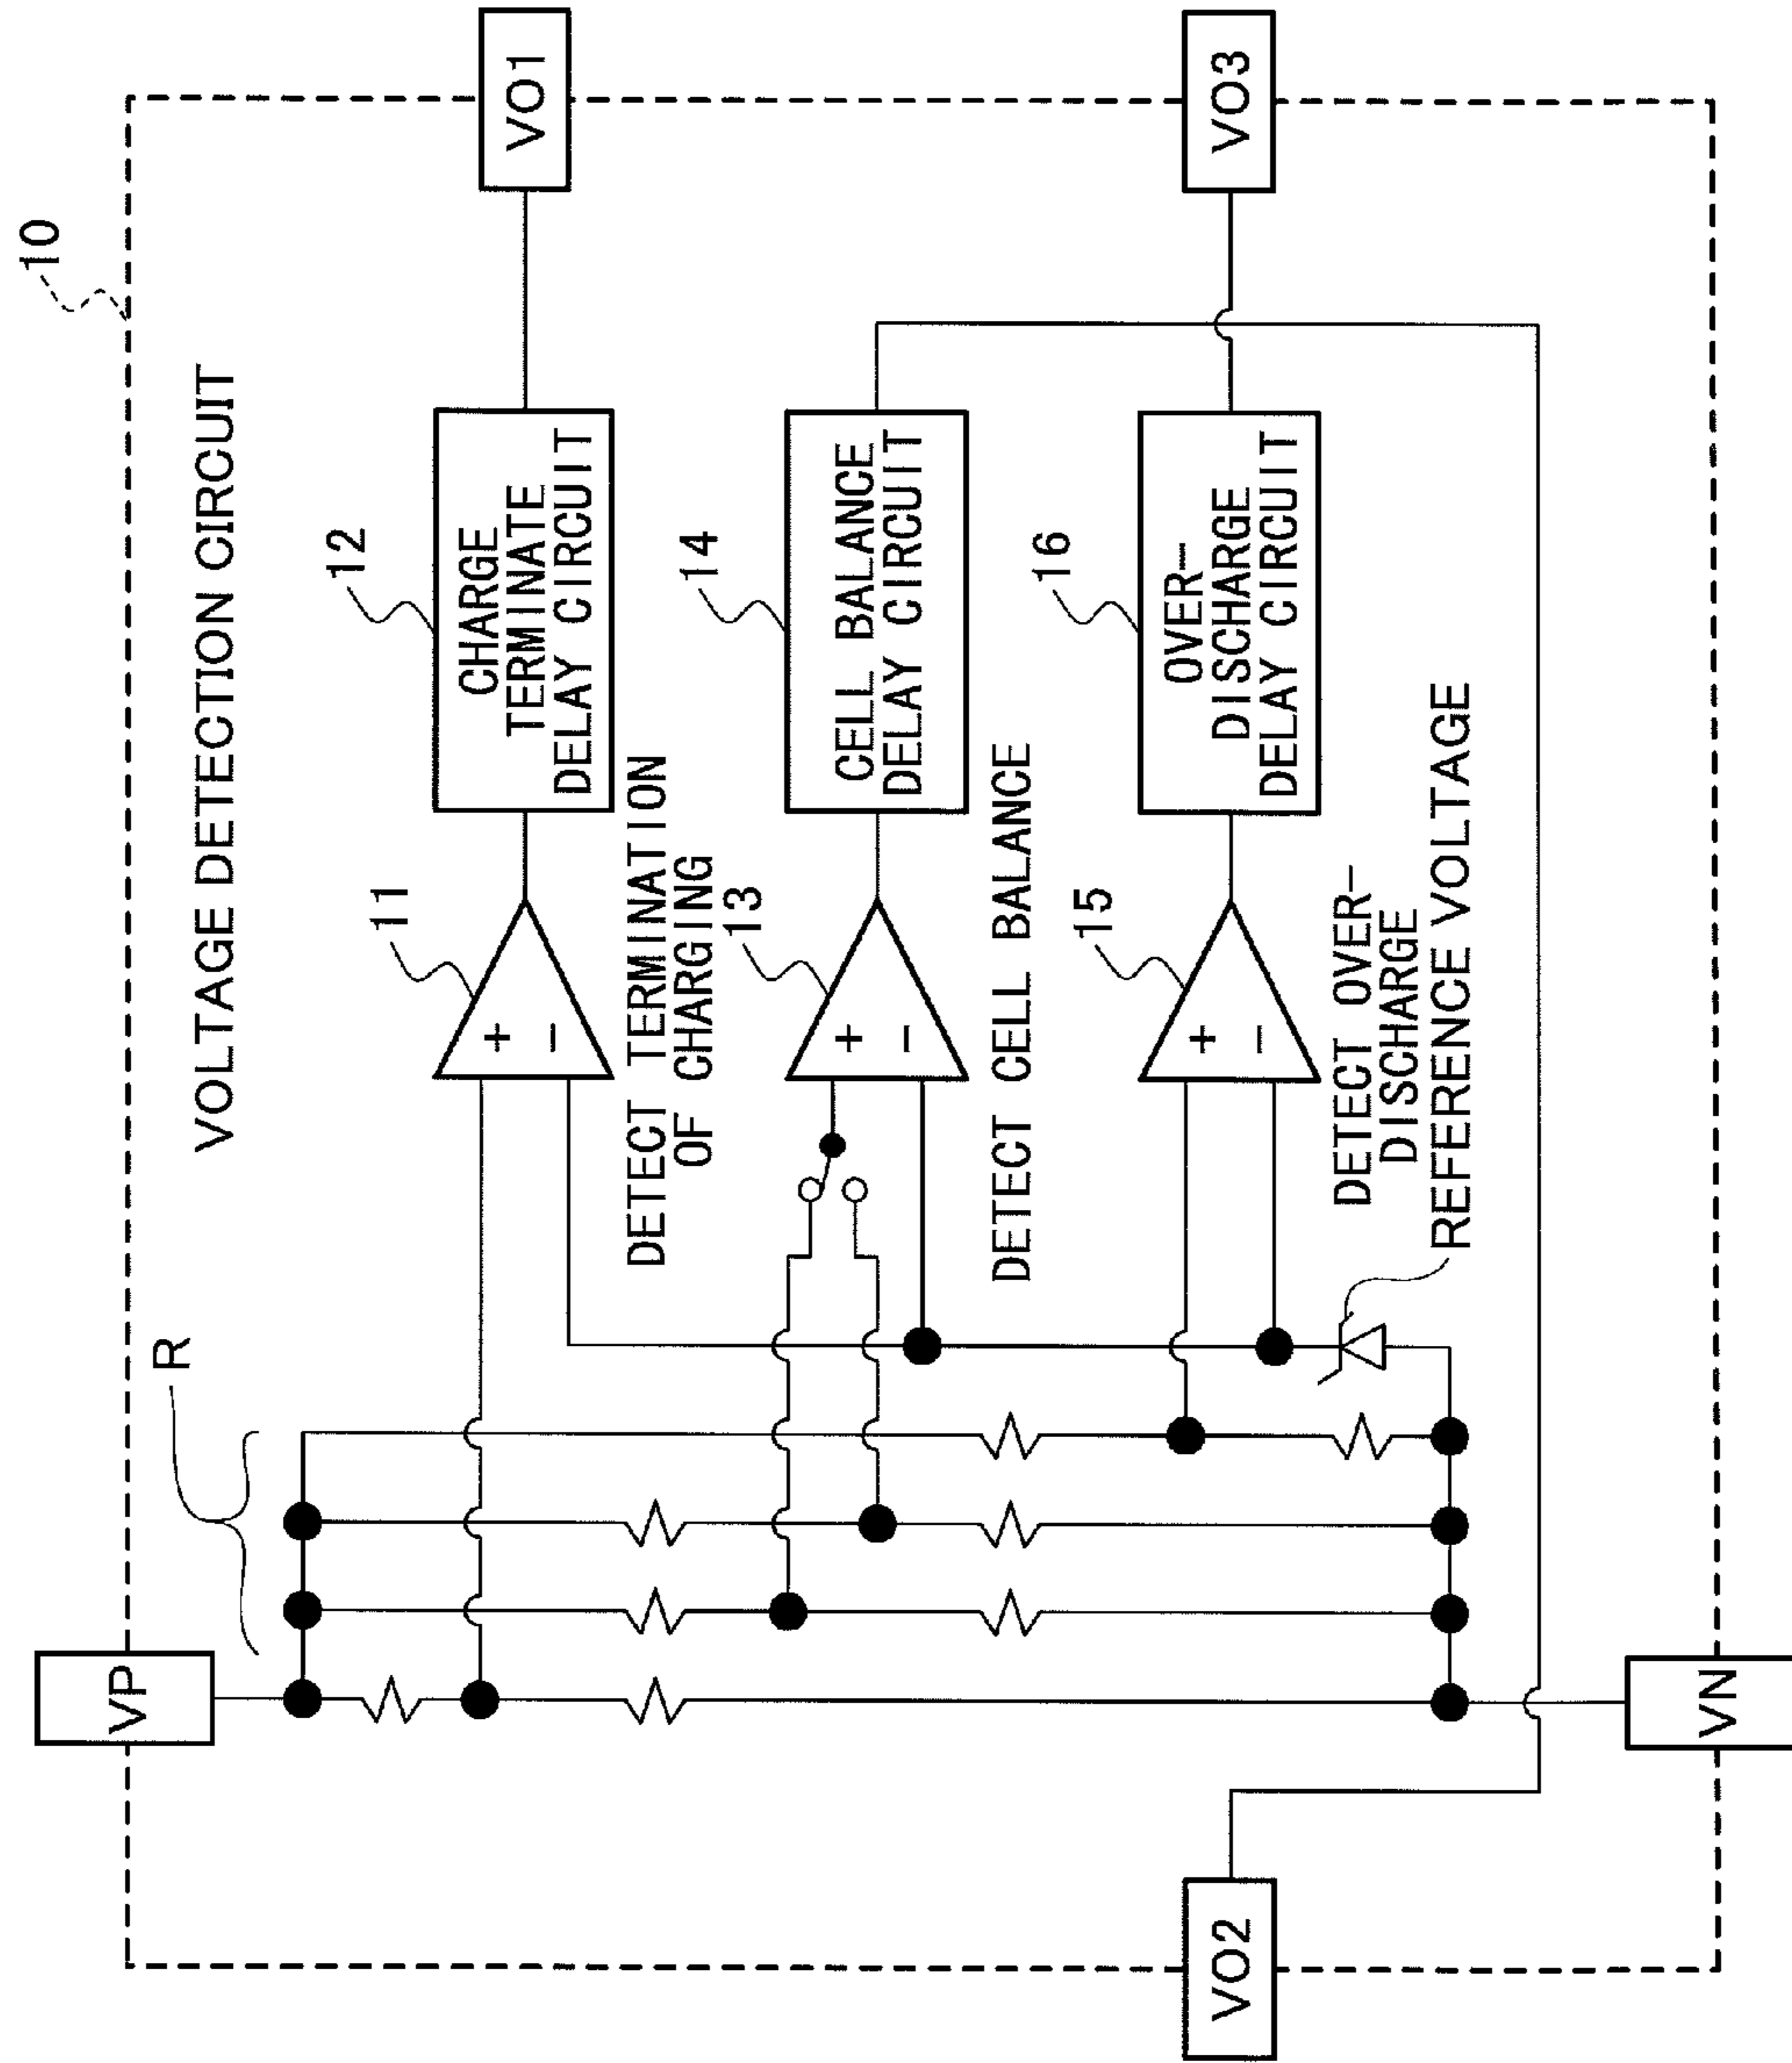 10
VOLTAGE DETECTION CIRCUIT
VP
R
11
+
−
12
CHARGE
TERMINATE
DELAY CIRCUIT
VO1
DETECT TERMINATION
OF CHARGING
13
+
−
14
CELL BALANCE
DELAY CIRCUIT
DETECT CELL BALANCE
15
+
−
16
OVER-
DISCHARGE
DELAY CIRCUIT
VO3
VO2
DETECT OVER-
DISCHARGE
REFERENCE VOLTAGE
VN